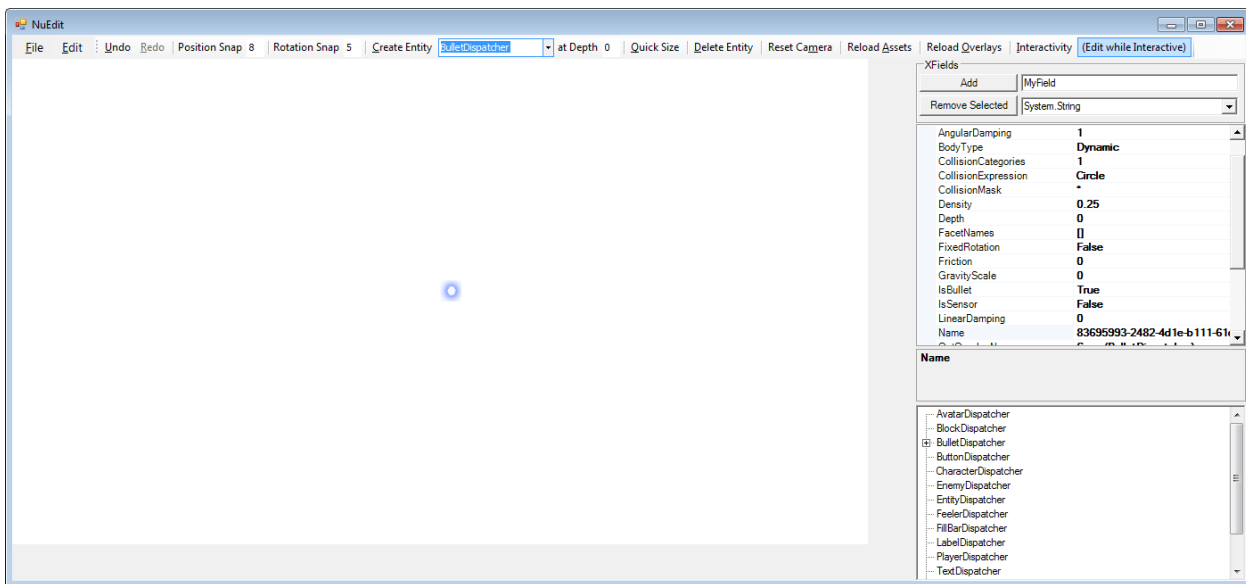 NuEdit
File Edit Undo Redo Position Snap 8 Rotation Snap 5 Create Entity BulletDispatcher at Depth 0 Quick Size Delete Entity Reset Camera Reload Assets Reload Overlays Interactivity (Edit while Interactive)
XFields
Add MyField
Remove Selected System.String
AngularDamping 1
BodyType Dynamic
CollisionCategories 1
CollisionExpression Circle
CollisionMask *
Density 0.25
Depth 0
FacetNames []
FixedRotation False
Friction 0
GravityScale 0
IsBullet True
IsSensor False
LinearDamping 0
Name 83695993-2482-4d1e-b111-61
Name
AvatarDispatcher
BlockDispatcher
BulletDispatcher
ButtonDispatcher
CharacterDispatcher
EnemyDispatcher
EntityDispatcher
FeelerDispatcher
FillBarDispatcher
LabelDispatcher
PlayerDispatcher
TextDispatcher